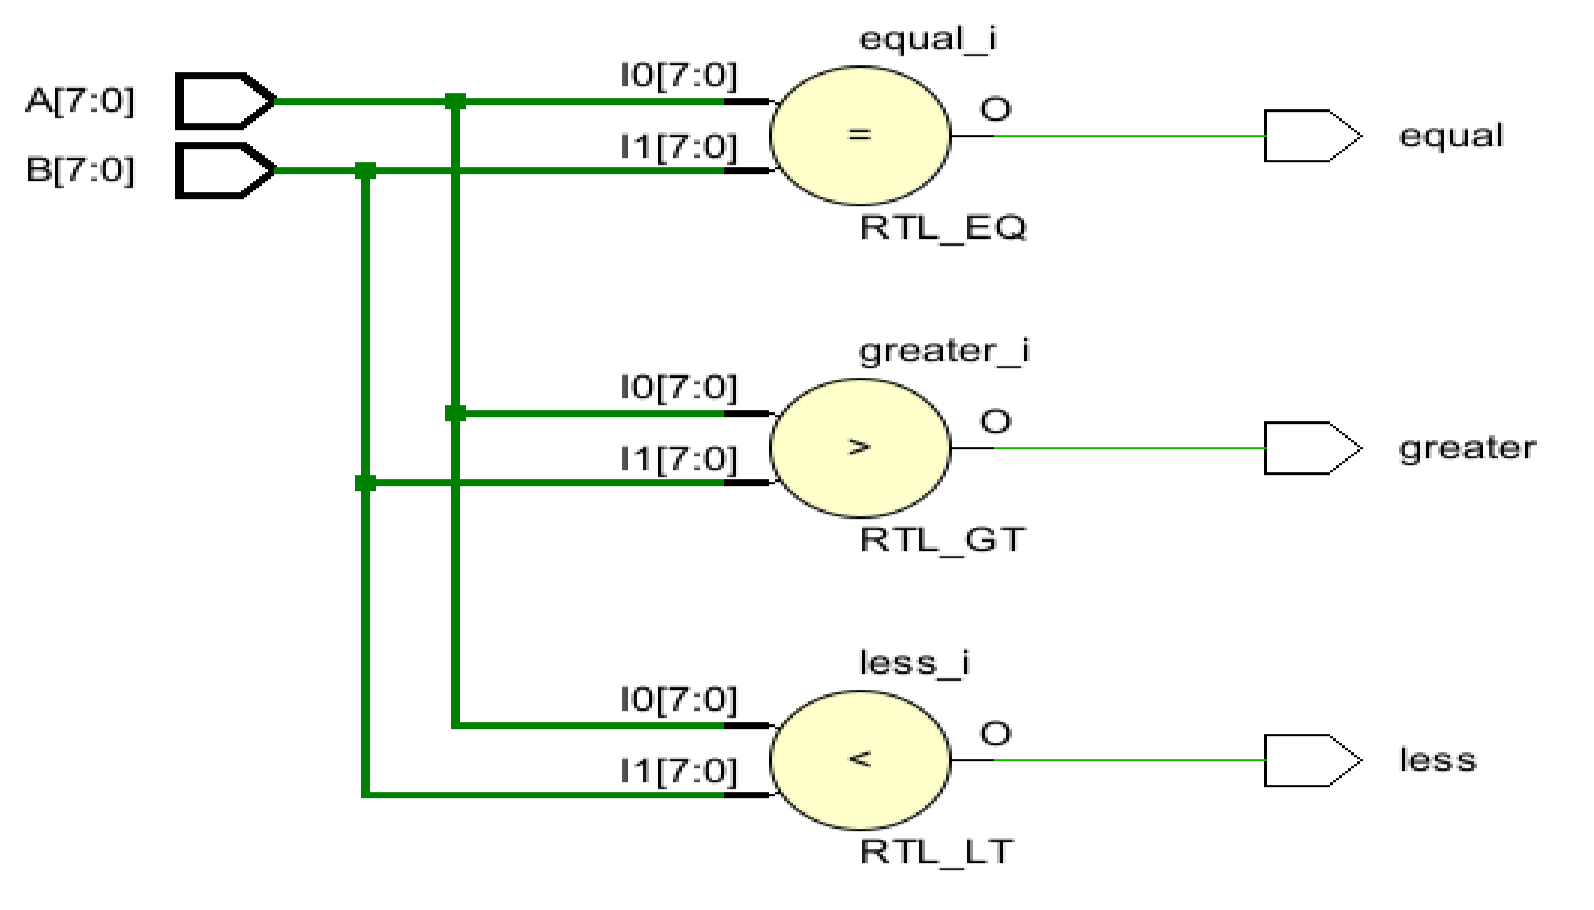 equal_i
A[7:0]
I0[7:0]
O
B[7:0]
I1[7:0]
=
equal
RTL_EQ
greater_i
I0[7:0]
O
I1[7:0]
>
greater
RTL_GT
less_i
I0[7:0]
O
I1[7:0]
<
less
RTL_LT